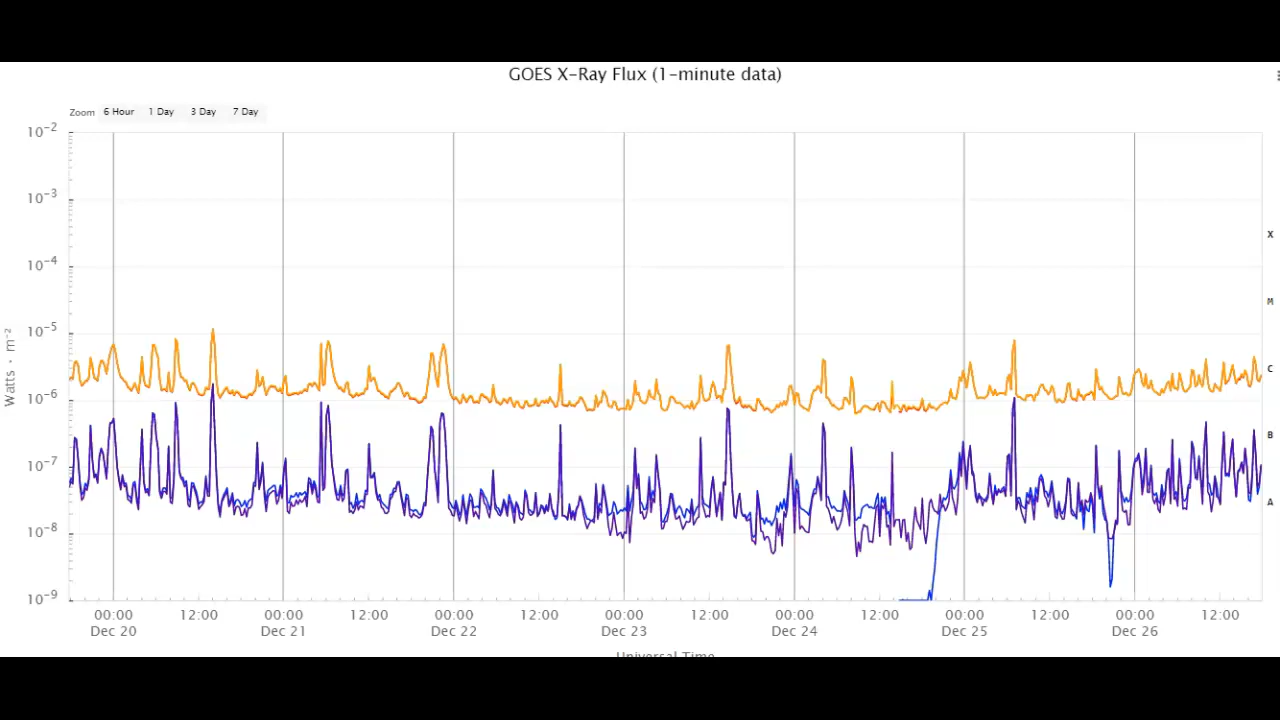 GOES X-Ray Flux (1-minute data)
Zoom 6 Hour 1 Day 3 Day 7 Day
10⁻²
10⁻³
10⁻⁴
10⁻⁵
10⁻⁶
10⁻⁷
10⁻⁸
10⁻⁹
Watts · m⁻²
X
M
C
B
A
00:00 12:00 00:00 12:00 00:00 12:00 00:00 12:00 00:00 12:00 00:00 12:00 00:00 12:00
Dec 20 Dec 21 Dec 22 Dec 23 Dec 24 Dec 25 Dec 26
Universal Time